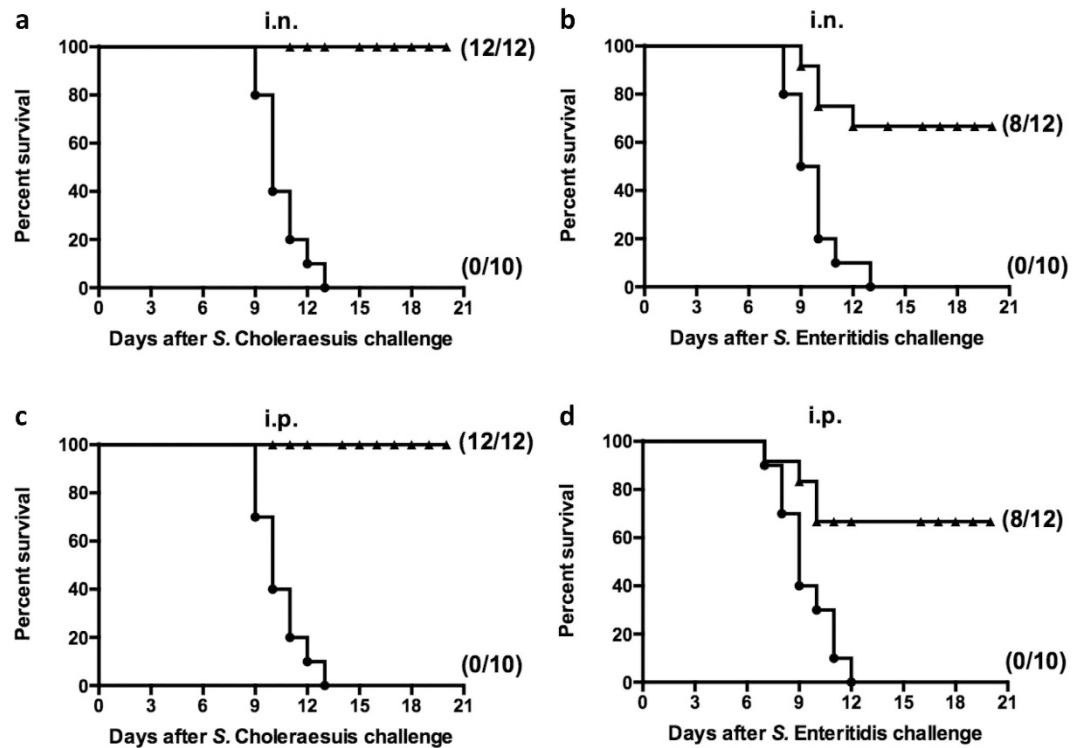 a
i.n.
100
80
60
40
20
0
Percent survival
(12/12)
(0/10)
0 3 6 9 12 15 18 21
Days after S. Choleraesuis challenge
b
i.n.
100
80
60
40
20
0
Percent survival
(8/12)
(0/10)
0 3 6 9 12 15 18 21
Days after S. Enteritidis challenge
c
i.p.
100
80
60
40
20
0
Percent survival
(12/12)
(0/10)
0 3 6 9 12 15 18 21
Days after S. Choleraesuis challenge
d
i.p.
100
80
60
40
20
0
Percent survival
(8/12)
(0/10)
0 3 6 9 12 15 18 21
Days after S. Enteritidis challenge